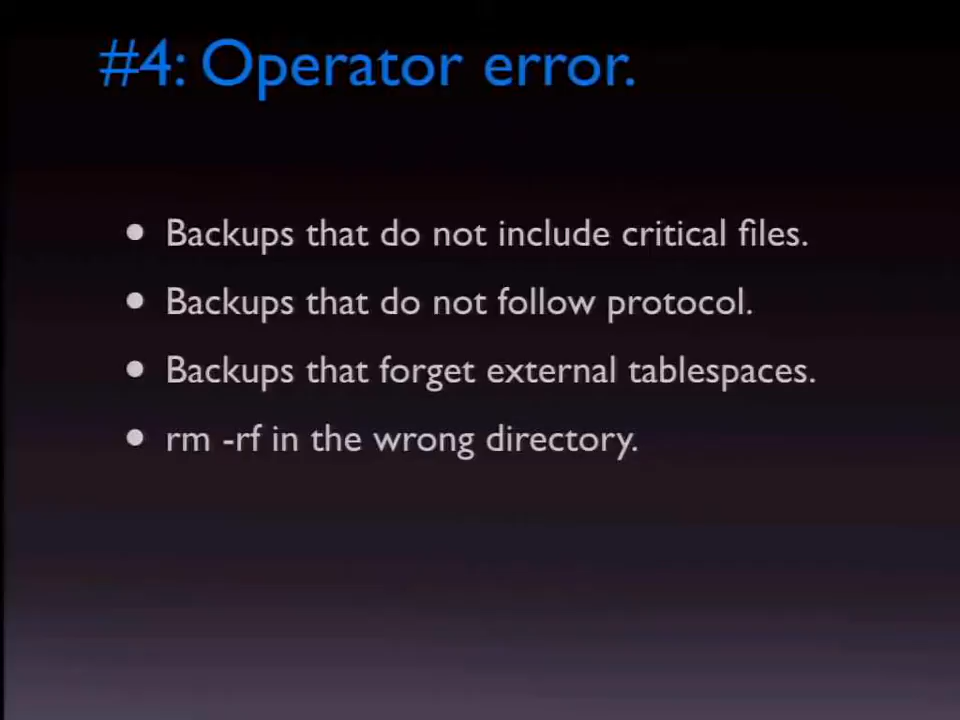 #4: Operator error.
• Backups that do not include critical files.
• Backups that do not follow protocol.
• Backups that forget external tablespaces.
• rm -rf in the wrong directory.